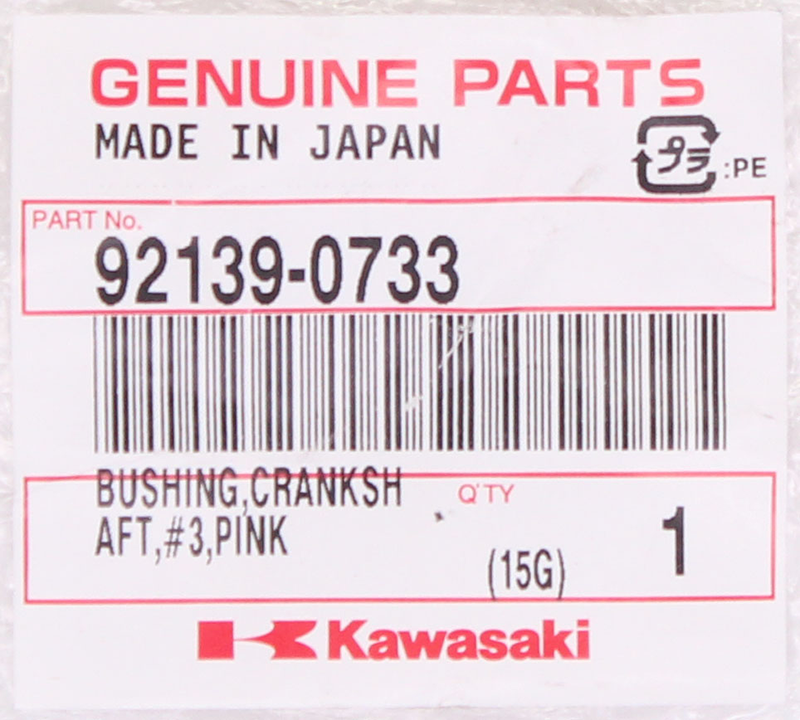 GENUINE PARTS
MADE IN JAPAN
プラ :PE
PART No.
92139-0733
BUSHING,CRANKSH
AFT,#3,PINK
Q'TY
(15G)
1
Kawasaki